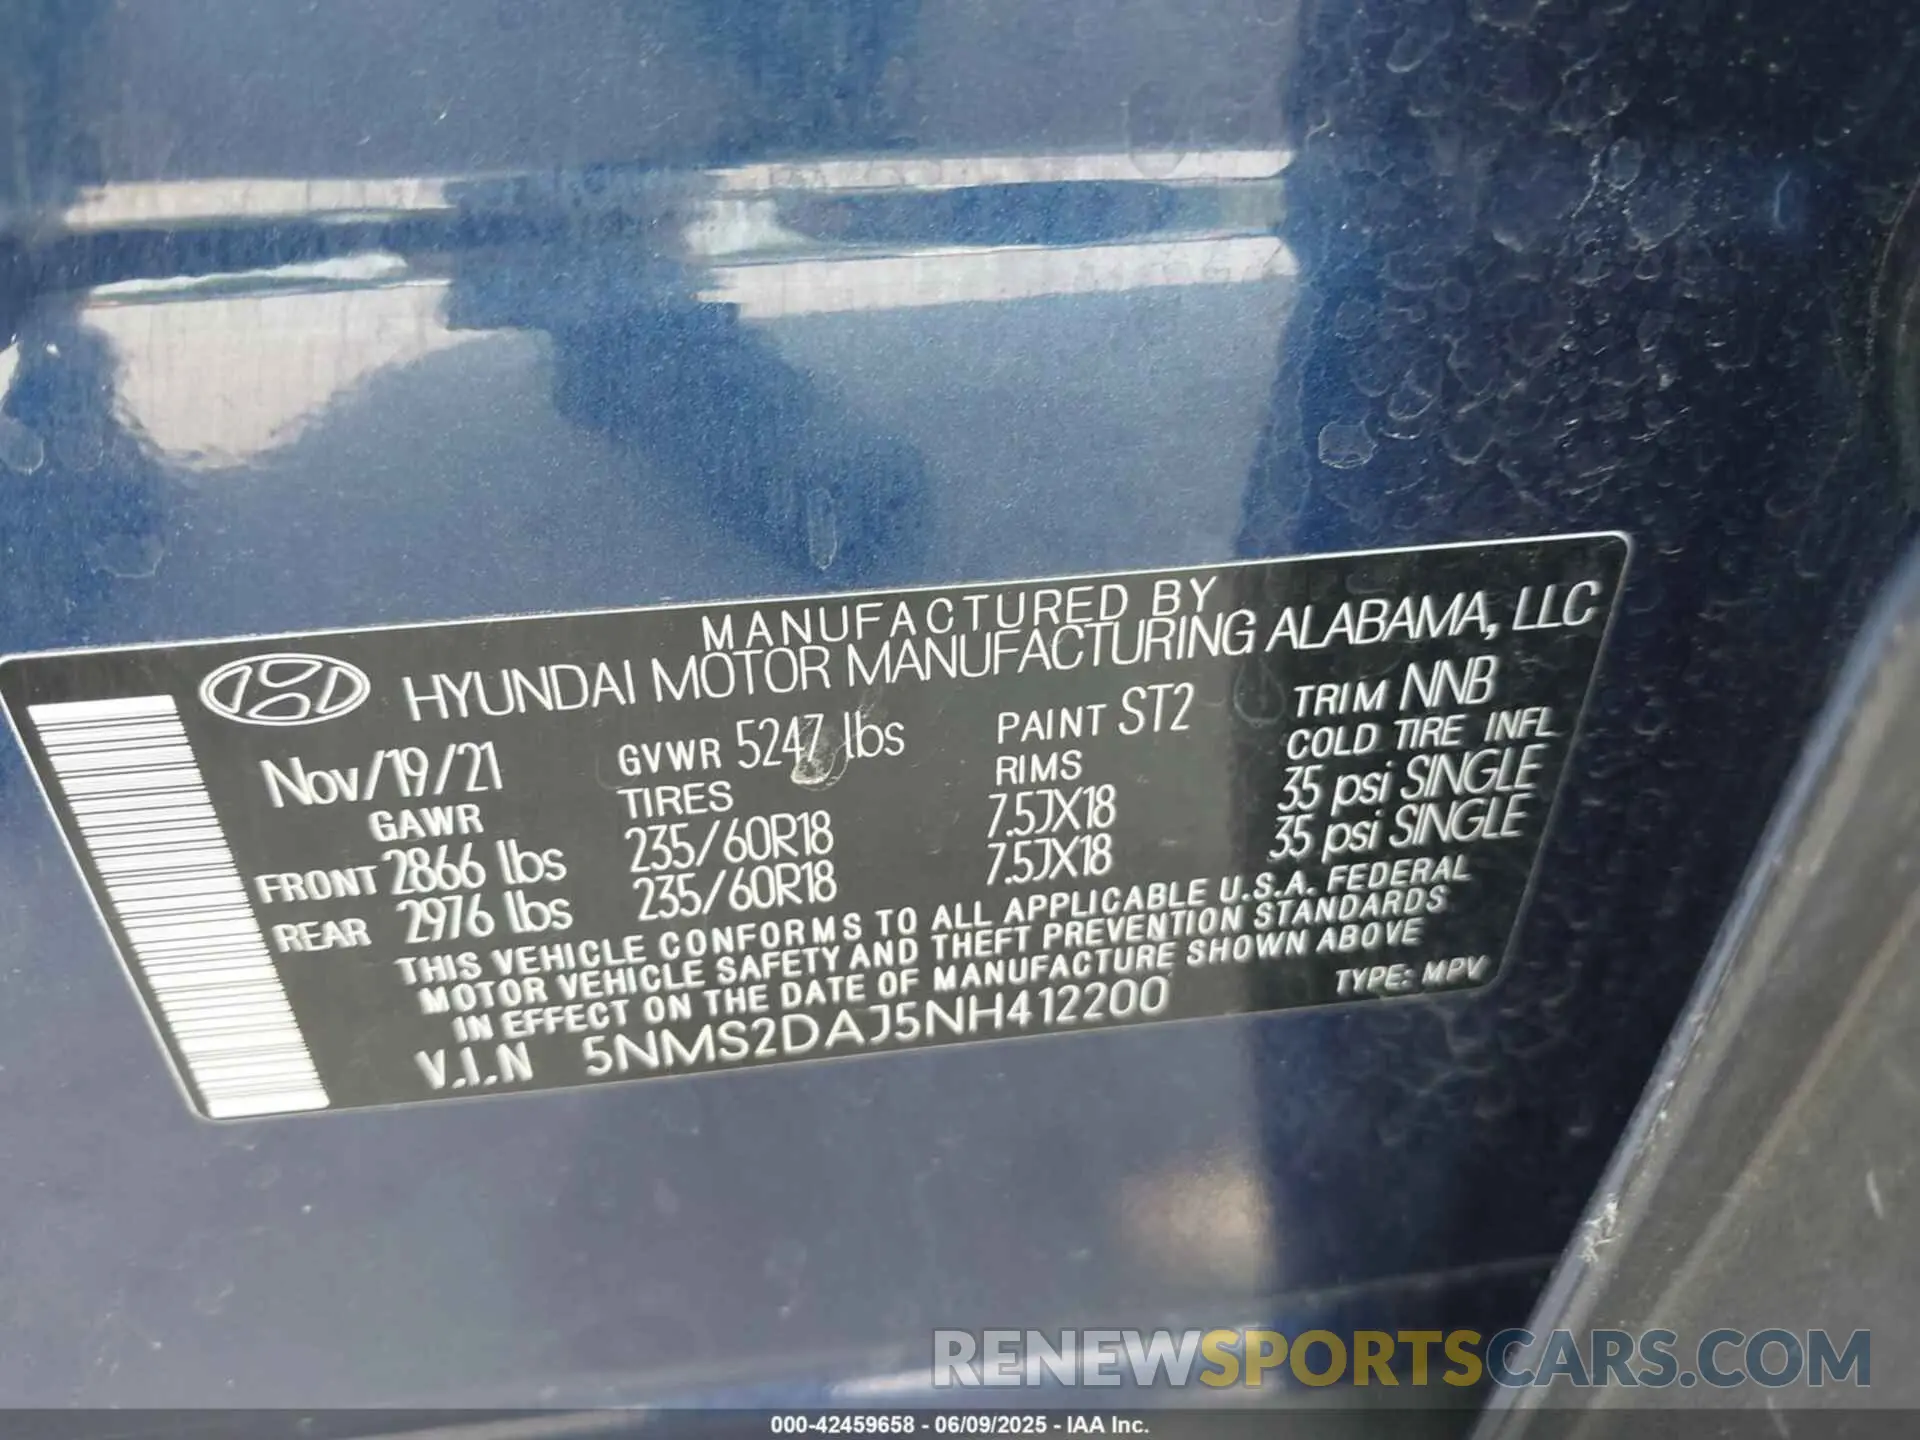 MANUFACTURED BY
HYUNDAI MOTOR MANUFACTURING ALABAMA, LLC
Nov/19/21 GVWR 5247 lbs PAINT ST2 TRIM NNB
GAWR TIRES RIMS COLD TIRE INFL
FRONT 2866 lbs 235/60R18 7.5JX18 35 psi SINGLE
REAR 2976 lbs 235/60R18 7.5JX18 35 psi SINGLE
THIS VEHICLE CONFORMS TO ALL APPLICABLE U.S.A. FEDERAL
MOTOR VEHICLE SAFETY AND THEFT PREVENTION STANDARDS
IN EFFECT ON THE DATE OF MANUFACTURE SHOWN ABOVE
V.I.N 5NMS2DAJ5NH412200 TYPE: MPV
RENEWSPORTSCARS.COM
000-42459658 - 06/09/2025 - IAA Inc.